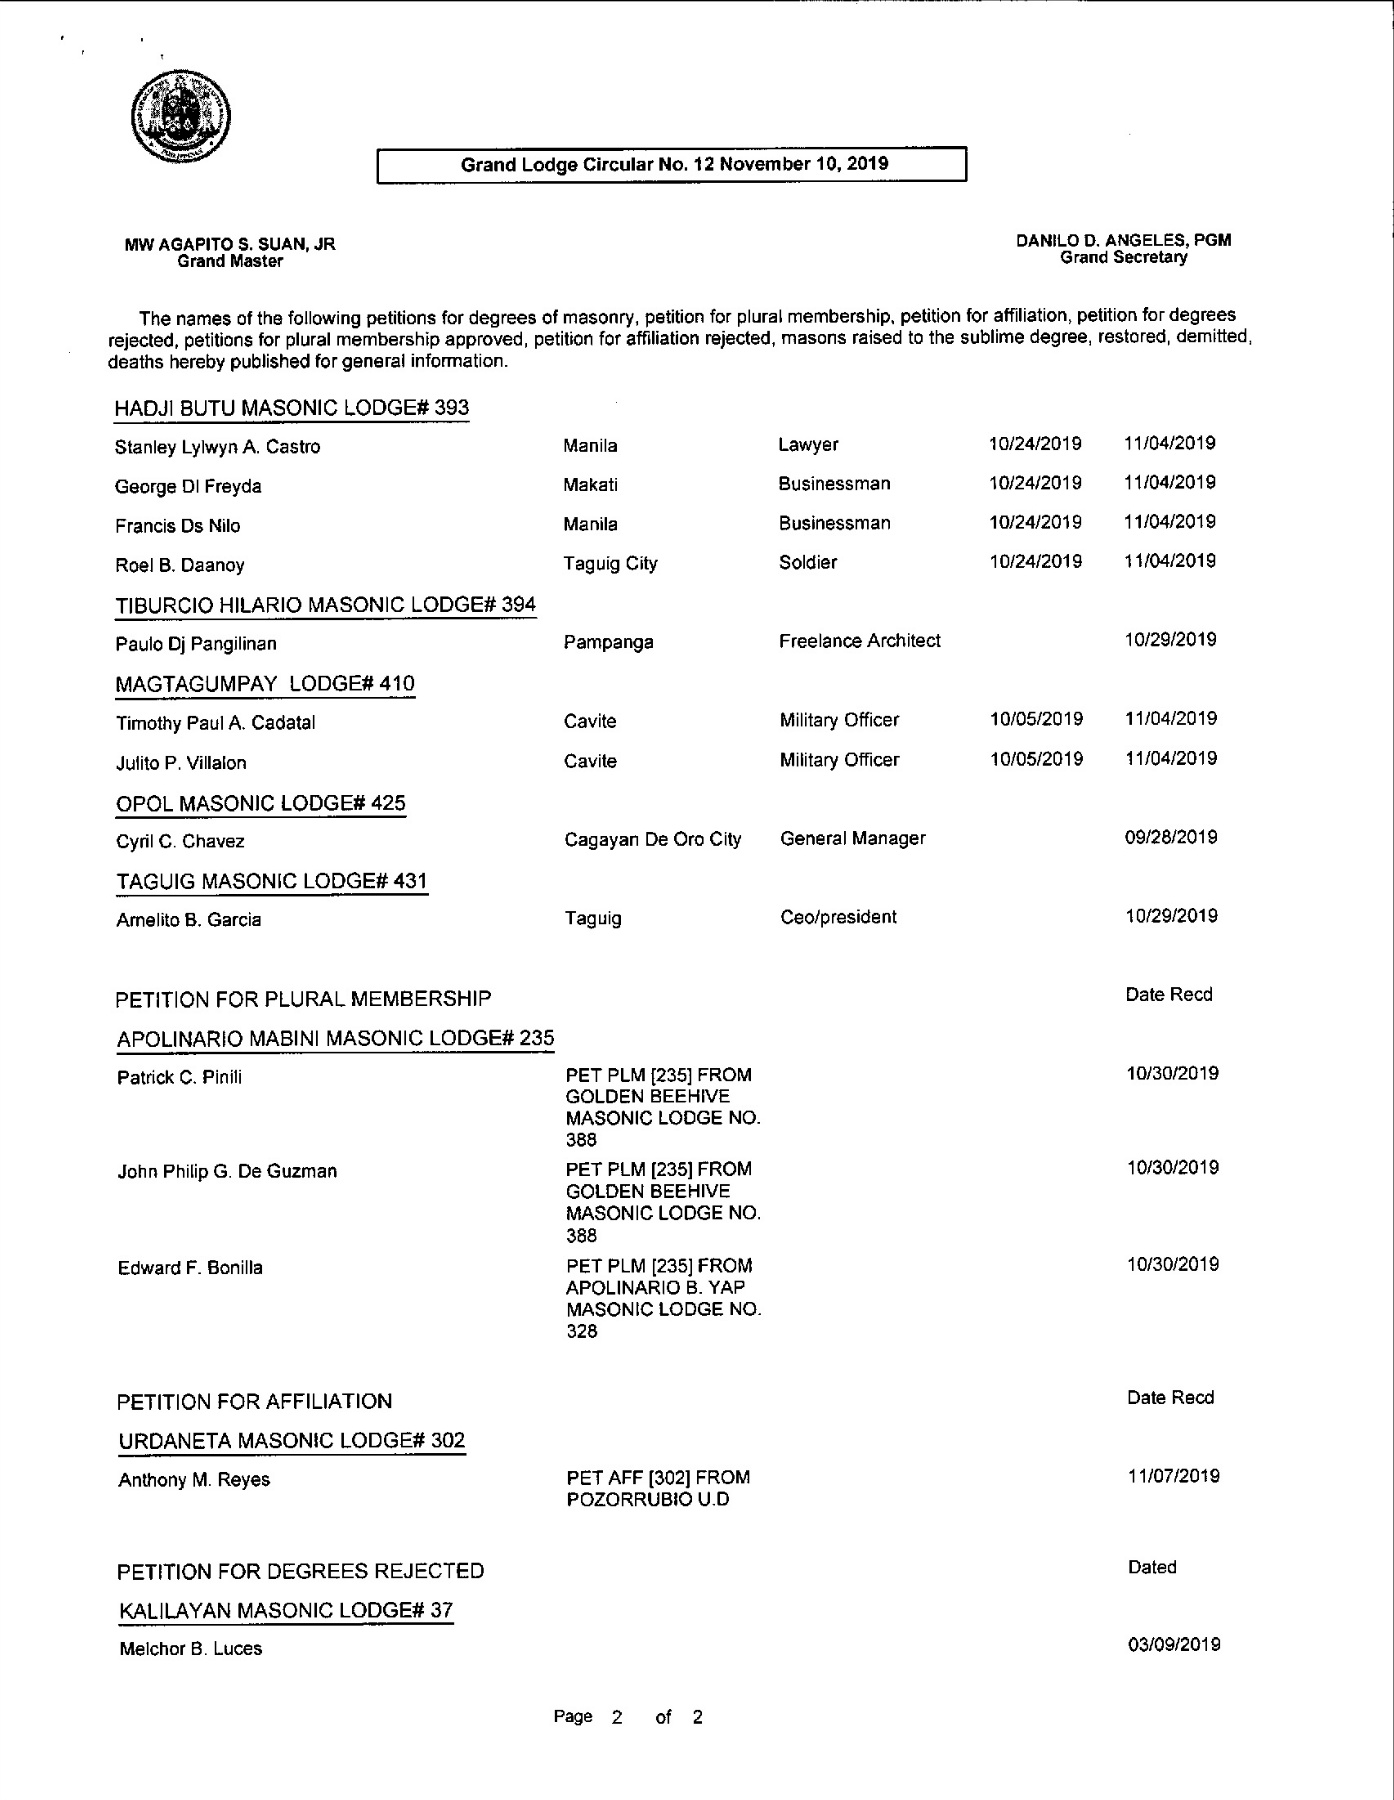 Grand Lodge Circular No. 12 November 10, 2019
MW AGAPITO S. SUAN, JR
Grand Master
DANILO D. ANGELES, PGM
Grand Secretary
The names of the following petitions for degrees of masonry, petition for plural membership, petition for affiliation, petition for degrees
rejected, petitions for plural membership approved, petition for affiliation rejected, masons raised to the sublime degree, restored, demitted,
deaths hereby published for general information.
HADJI BUTU MASONIC LODGE# 393
Stanley Lylwyn A. Castro Manila Lawyer 10/24/2019 11/04/2019
George Dl Freyda Makati Businessman 10/24/2019 11/04/2019
Francis Ds Nilo Manila Businessman 10/24/2019 11/04/2019
Roel B. Daanoy Taguig City Soldier 10/24/2019 11/04/2019
TIBURCIO HILARIO MASONIC LODGE# 394
Paulo Dj Pangilinan Pampanga Freelance Architect 10/29/2019
MAGTAGUMPAY LODGE# 410
Timothy Paul A. Cadatal Cavite Military Officer 10/05/2019 11/04/2019
Julito P. Villalon Cavite Military Officer 10/05/2019 11/04/2019
OPOL MASONIC LODGE# 425
Cyril C. Chavez Cagayan De Oro City General Manager 09/28/2019
TAGUIG MASONIC LODGE# 431
Amelito B. Garcia Taguig Ceo/president 10/29/2019
PETITION FOR PLURAL MEMBERSHIP Date Recd
APOLINARIO MABINI MASONIC LODGE# 235
Patrick C. Pinili PET PLM [235] FROM 10/30/2019
GOLDEN BEEHIVE
MASONIC LODGE NO.
388
John Philip G. De Guzman PET PLM [235] FROM 10/30/2019
GOLDEN BEEHIVE
MASONIC LODGE NO.
388
Edward F. Bonilla PET PLM [235] FROM 10/30/2019
APOLINARIO B. YAP
MASONIC LODGE NO.
328
PETITION FOR AFFILIATION Date Recd
URDANETA MASONIC LODGE# 302
Anthony M. Reyes PET AFF [302] FROM 11/07/2019
POZORRUBIO U.D
PETITION FOR DEGREES REJECTED Dated
KALILAYAN MASONIC LODGE# 37
Melchor B. Luces 03/09/2019
Page 2 of 2